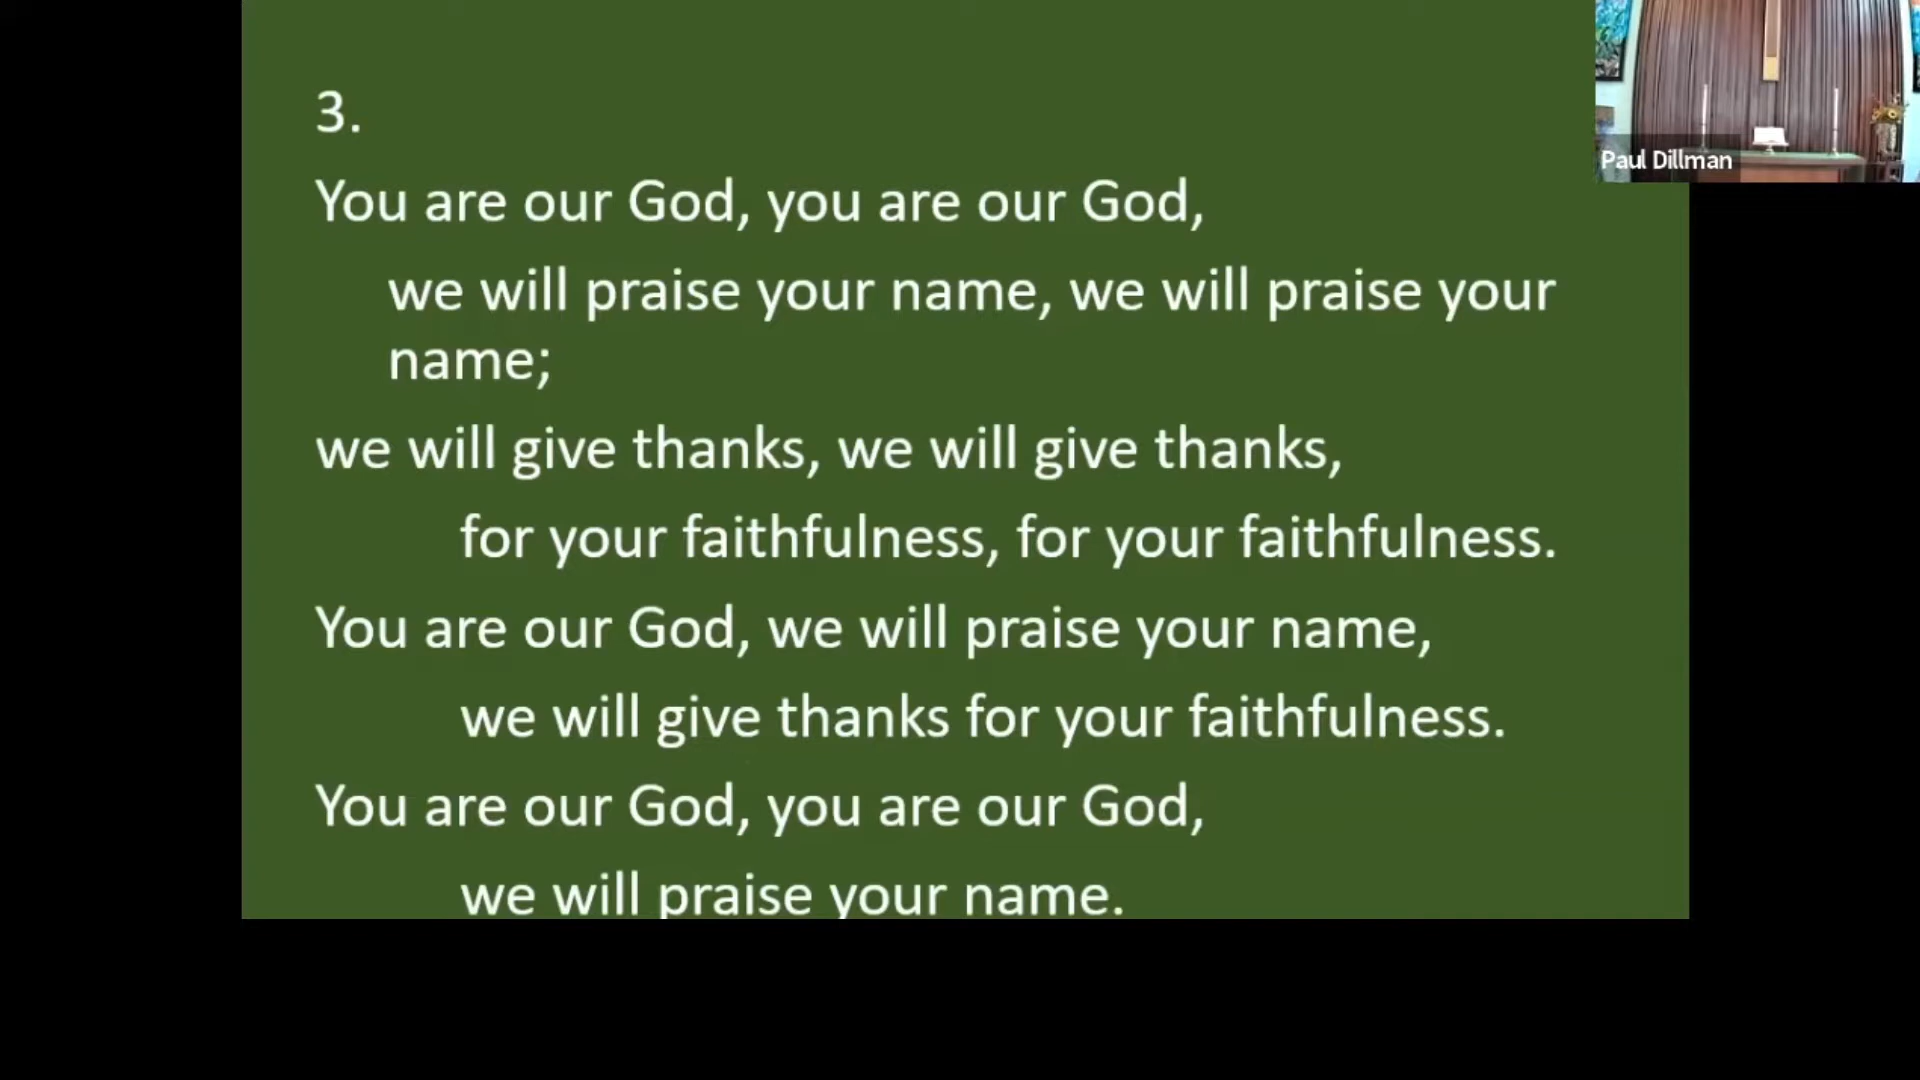 3.
You are our God, you are our God,
we will praise your name, we will praise your
name;
we will give thanks, we will give thanks,
for your faithfulness, for your faithfulness.
You are our God, we will praise your name,
we will give thanks for your faithfulness.
You are our God, you are our God,
we will praise your name.
Paul Dillman